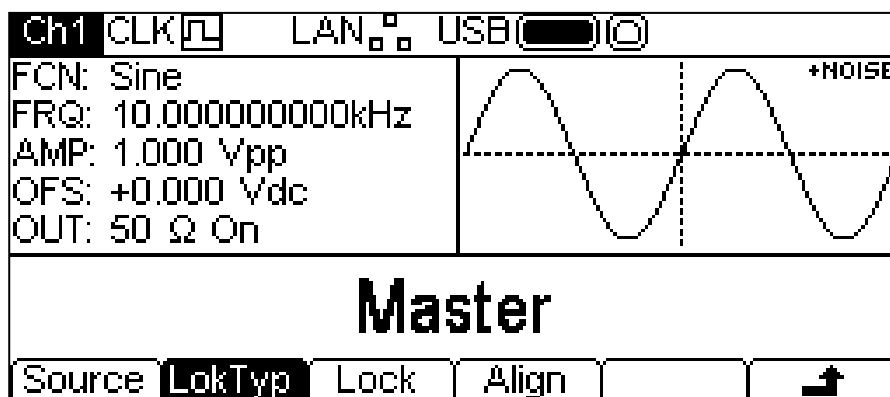 Ch1 CLK LAN USB
FCN: Sine
FRQ: 10.000000000kHz
AMP: 1.000 Vpp
OFS: +0.000 Vdc
OUT: 50 Ω On
+NOISE
Master
Source LokTyp Lock Align